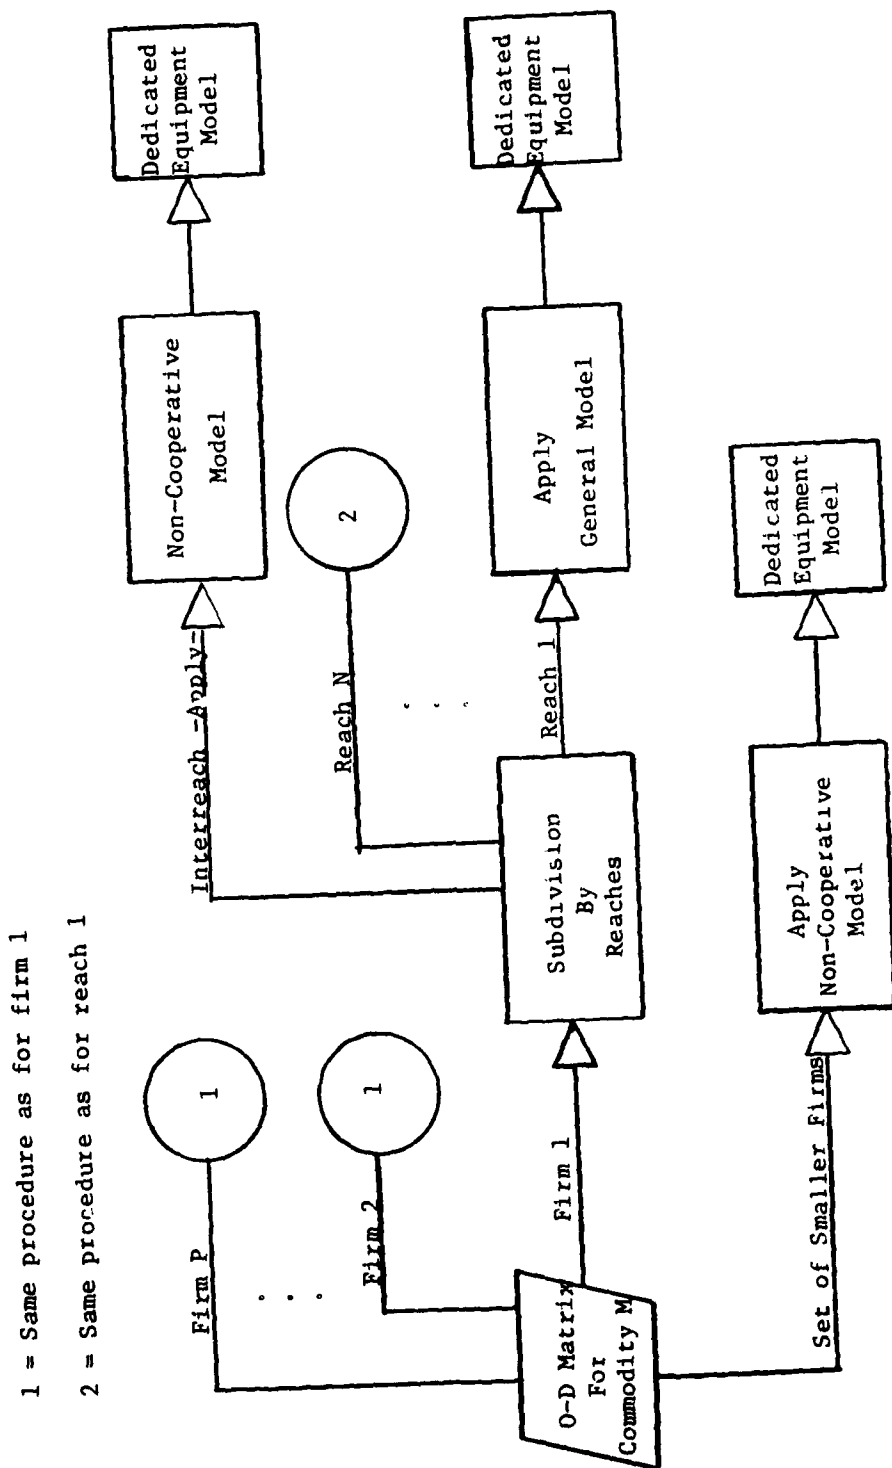 1 = Same procedure as for firm 1
2 = Same procedure as for reach 1
Firm P
1
. . .
Firm 2
1
Interreach -Apply-
Non-Cooperative
Model
Dedicated
Equipment
Model
Reach N
2
. . .
O-D Matrix
For
Commodity M
Firm 1
Subdivision
By
Reaches
Reach 1
Apply
General Model
Dedicated
Equipment
Model
Set of Smaller Firms
Apply
Non-Cooperative
Model
Dedicated
Equipment
Model